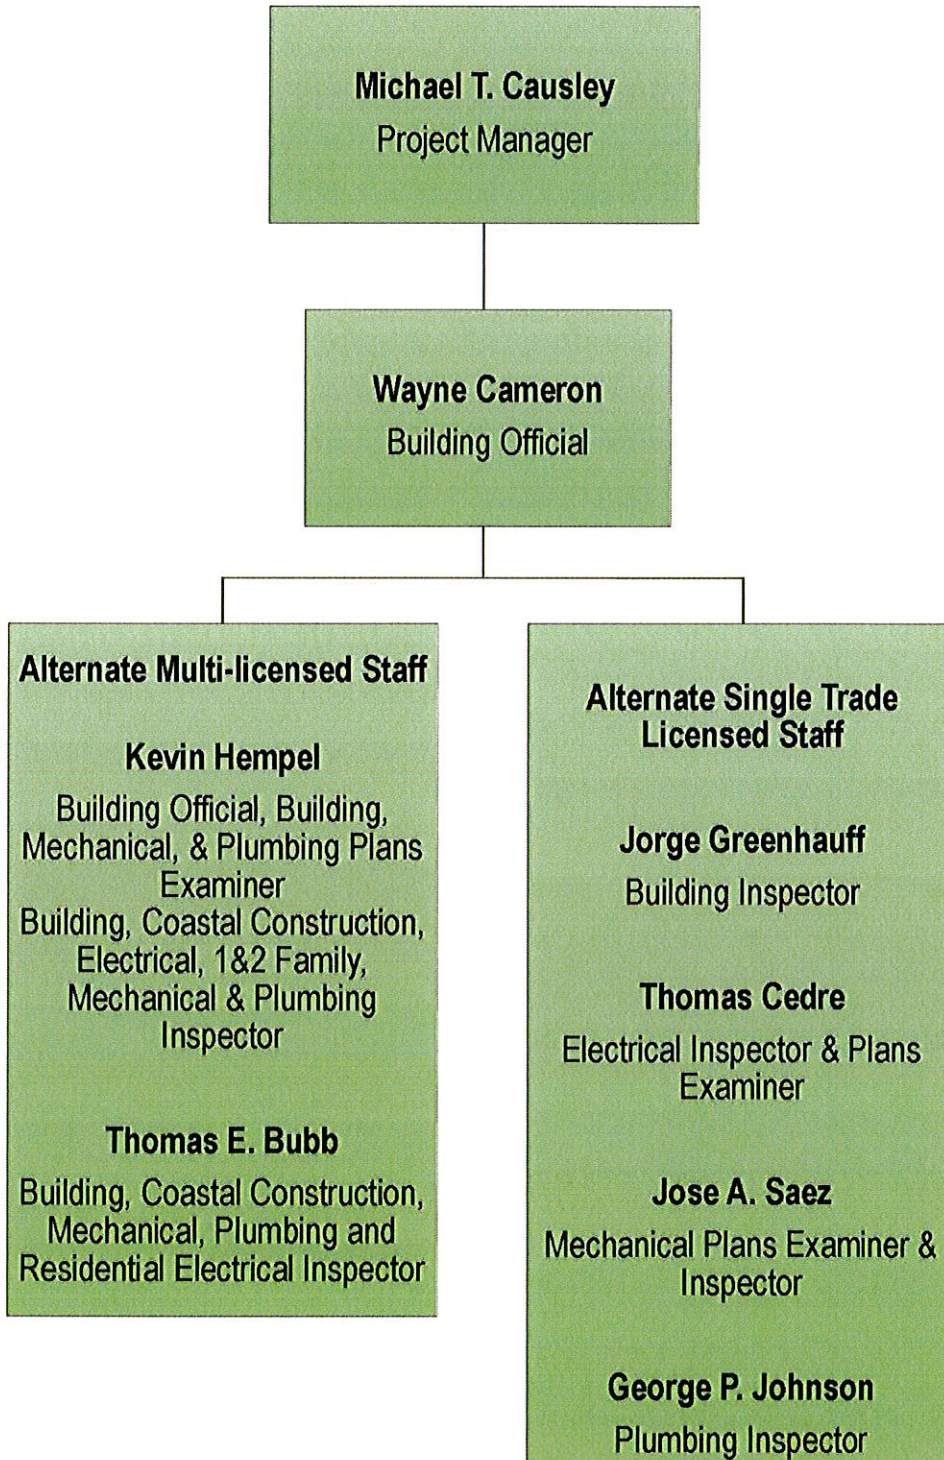 Michael T. Causley
Project Manager
Wayne Cameron
Building Official
Alternate Multi-licensed Staff
Kevin Hempel
Building Official, Building,
Mechanical, & Plumbing Plans
Examiner
Building, Coastal Construction,
Electrical, 1&2 Family,
Mechanical & Plumbing
Inspector
Thomas E. Bubb
Building, Coastal Construction,
Mechanical, Plumbing and
Residential Electrical Inspector
Alternate Single Trade
Licensed Staff
Jorge Greenhauff
Building Inspector
Thomas Cedre
Electrical Inspector & Plans
Examiner
Jose A. Saez
Mechanical Plans Examiner &
Inspector
George P. Johnson
Plumbing Inspector